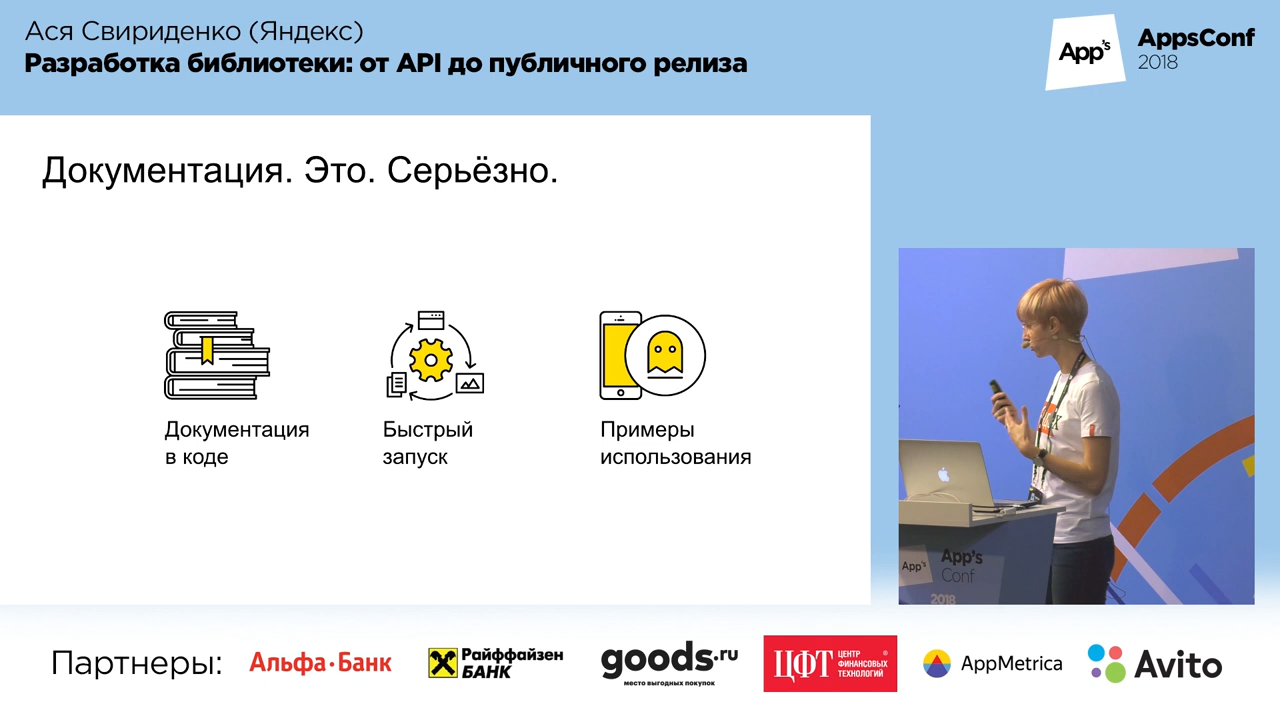 Ася Свириденко (Яндекс)
Разработка библиотеки: от API до публичного релиза
App's
AppsConf
2018
Документация. Это. Серьёзно.
Документация
в коде
Быстрый
запуск
Примеры
использования
App's
App's
Conf
2018
Партнеры:
Альфа·Банк
Райффайзен
БАНК
goods.ru
место выгодных покупок
ЦФТ
ЦЕНТР
ФИНАНСОВЫХ
ТЕХНОЛОГИЙ
®
AppMetrica
Avito